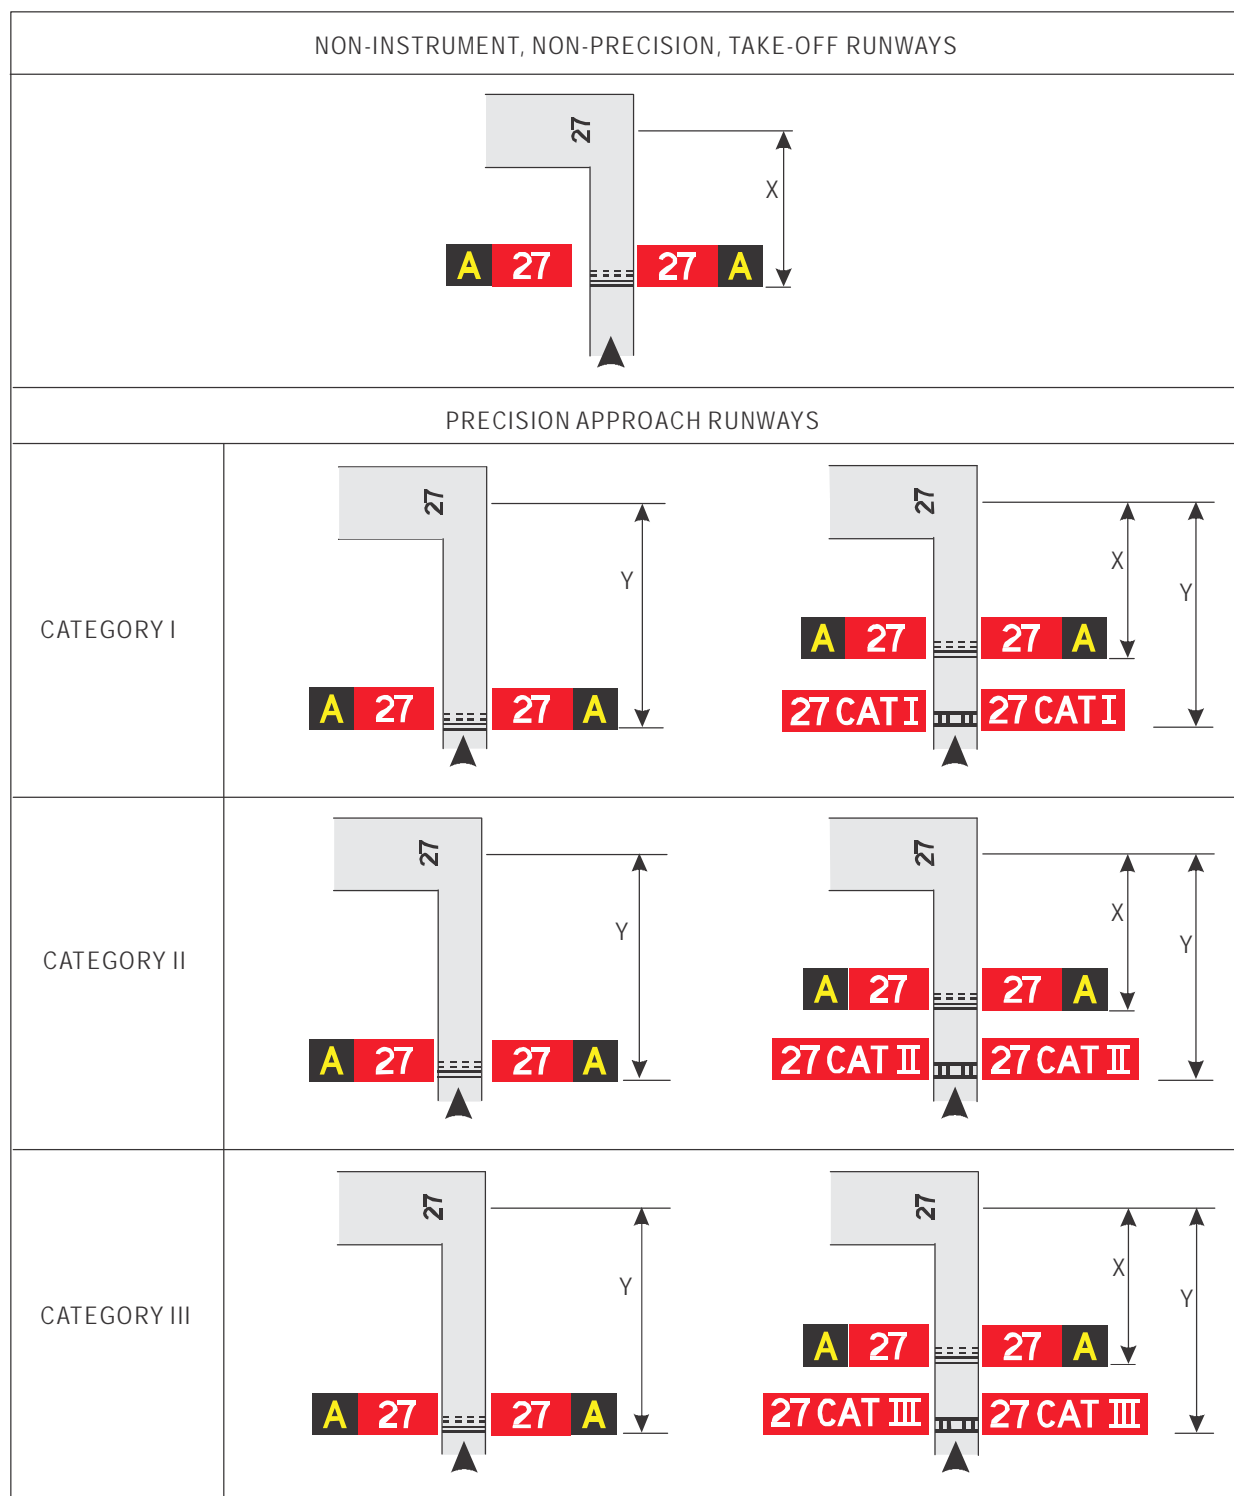 NON-INSTRUMENT, NON-PRECISION, TAKE-OFF RUNWAYS
27
X
A 27 27 A
PRECISION APPROACH RUNWAYS
CATEGORY I
27
Y
A 27 27 A
27
X
Y
A 27 27 A
27 CAT I 27 CAT I
CATEGORY II
27
Y
A 27 27 A
27
X
Y
A 27 27 A
27 CAT II 27 CAT II
CATEGORY III
27
Y
A 27 27 A
27
X
Y
A 27 27 A
27 CAT III 27 CAT III